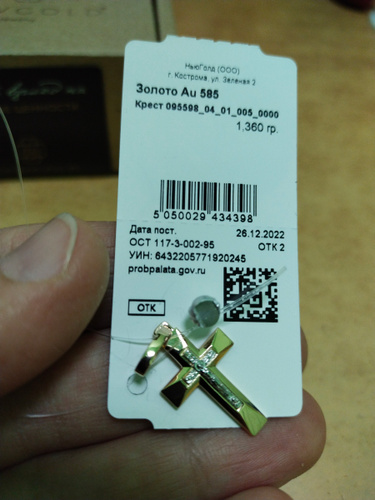 НьюГолд (ООО)
г. Кострома, ул. Зеленая 2
Золото Au 585
Крест 095598_04_01_005_0000
1,360 гр.
5 050029 434398
Дата пост. 26.12.2022
ОСТ 117-3-002-95 ОТК 2
УИН: 6432205771920245
probpalata.gov.ru
ОТК